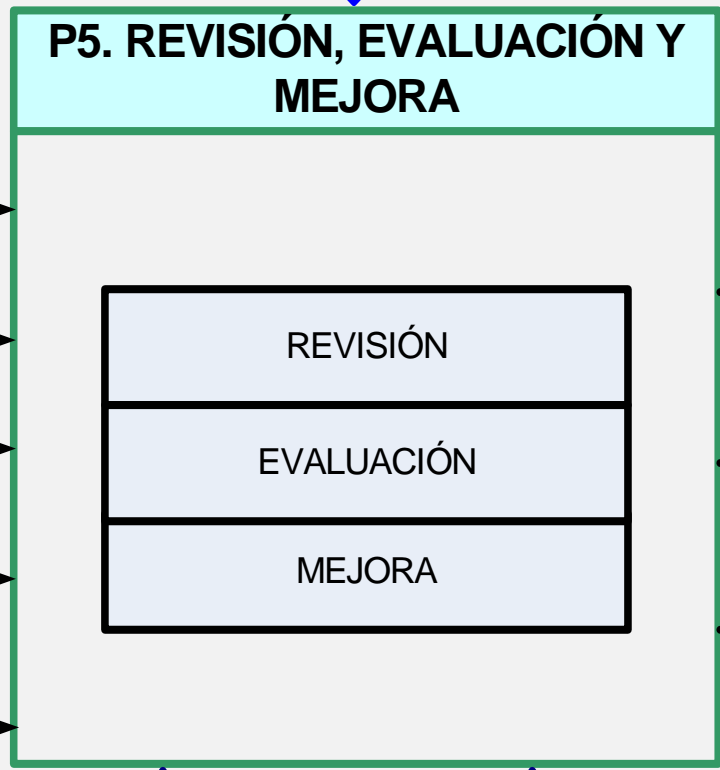 P5. REVISIÓN, EVALUACIÓN Y
MEJORA
REVISIÓN
EVALUACIÓN
MEJORA